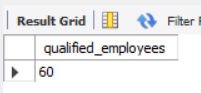 Result Grid Filter
qualified_employees
60